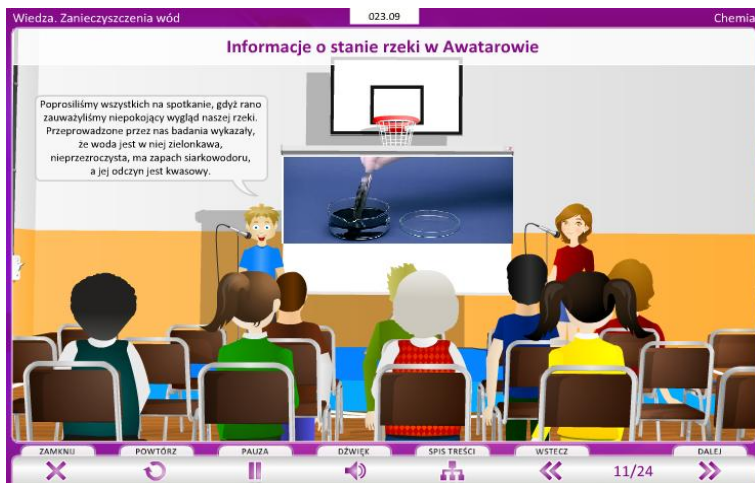 Wiedza. Zanieczyszczenia wód
023.09
Chemia
Informacje o stanie rzeki w Awatarowie
Poprosiliśmy wszystkich na spotkanie, gdyż rano
zauważyliśmy niepokojący wygląd naszej rzeki.
Przeprowadzone przez nas badania wykazały,
że woda jest w niej zielonkawa,
nieprzezroczysta, ma zapach siarkowodoru,
a jej odczyn jest kwasowy.
ZAMKNIJ
POWTÓRZ
PAUZA
DŹWIĘK
SPIS TREŚCI
WSTECZ
11/24
DALEJ